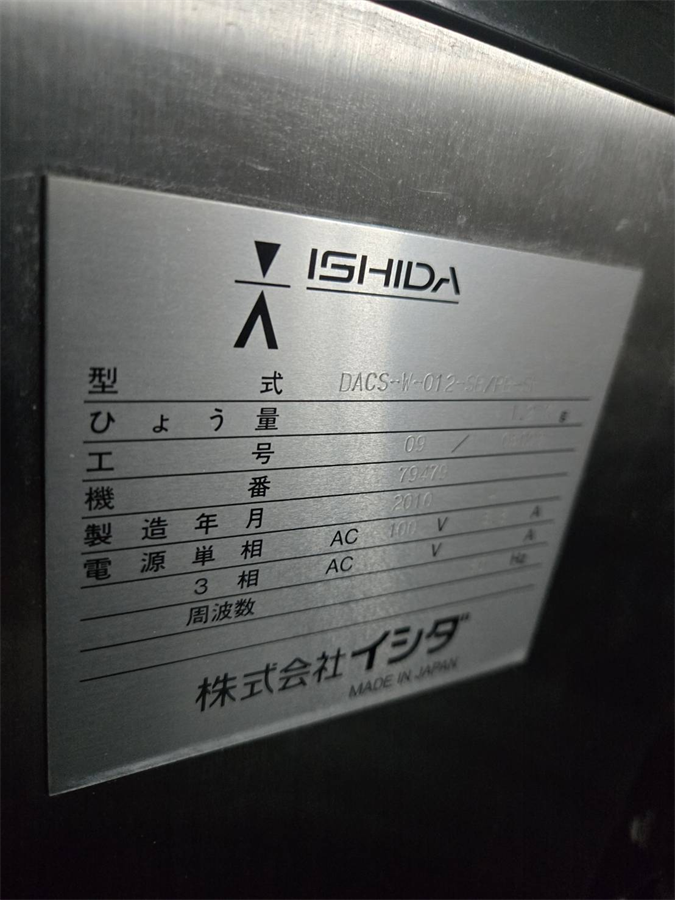 ISHIDA
型 式 DACS-W-012-
ひょう量 g
工 号 09 /
機 番
製造年月 2010
電源単相 AC 100 V A
3 相 AC V A
周波数 Hz
株式会社イシダ
MADE IN JAPAN